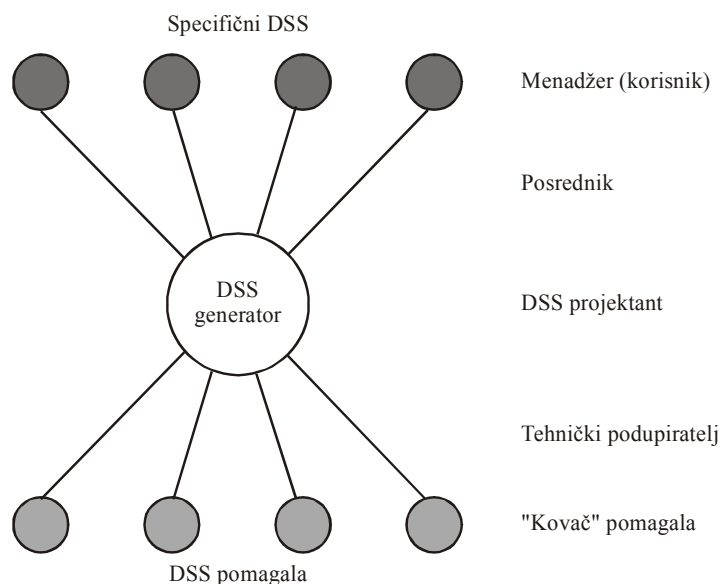 Specifični DSS
Menadžer (korisnik)
Posrednik
DSS
generator
DSS projektant
Tehnički podupiratelj
"Kovač" pomagala
DSS pomagala